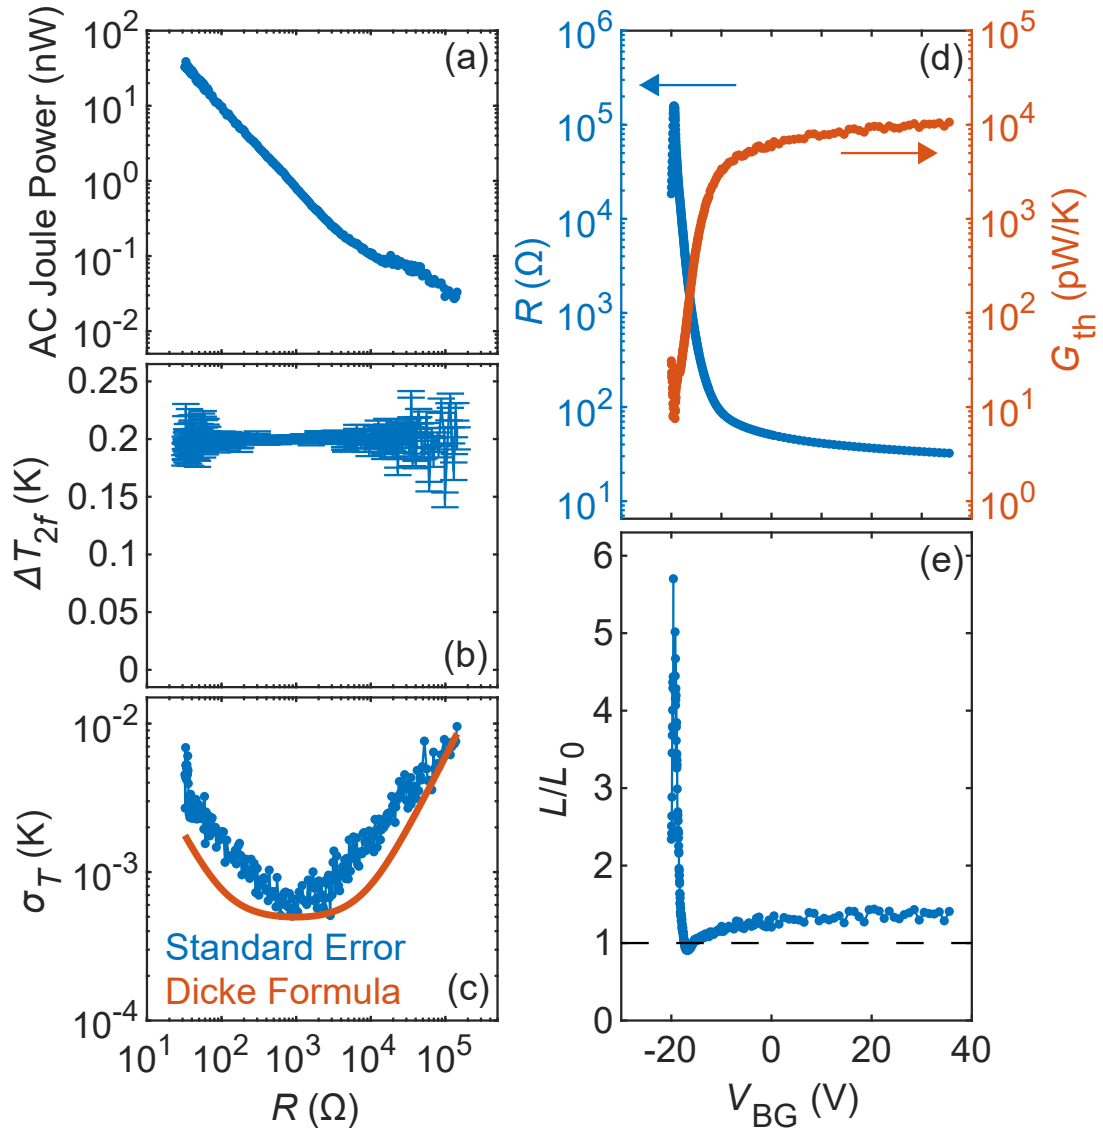 (a)
AC Joule Power (nW)
10^2
10^1
10^0
10^-1
10^-2
(b)
ΔT_2f (K)
0.25
0.2
0.15
0.1
0.05
0
(c)
σ_T (K)
10^-2
10^-3
10^-4
Standard Error
Dicke Formula
10^1 10^2 10^3 10^4 10^5
R (Ω)
(d)
R (Ω)
10^6
10^5
10^4
10^3
10^2
10^1
10^5
10^4
10^3
10^2
10^1
10^0
G_th (pW/K)
(e)
L/L_0
6
5
4
3
2
1
0
-20 0 20 40
V_BG (V)